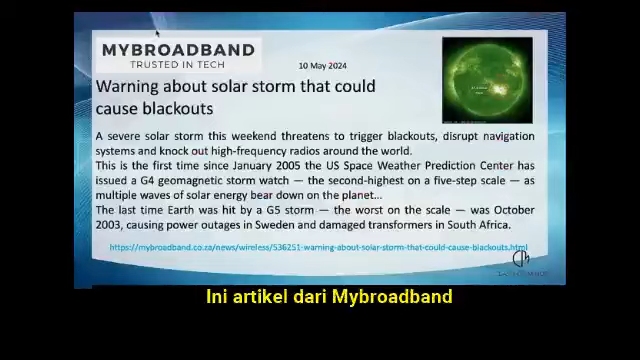 MYBROADBAND
TRUSTED IN TECH
10 May 2024
Warning about solar storm that could
cause blackouts
A severe solar storm this weekend threatens to trigger blackouts, disrupt navigation
systems and knock out high-frequency radios around the world.
This is the first time since January 2005 the US Space Weather Prediction Center has
issued a G4 geomagnetic storm watch — the second-highest on a five-step scale — as
multiple waves of solar energy bear down on the planet...
The last time Earth was hit by a G5 storm — the worst on the scale — was October
2003, causing power outages in Sweden and damaged transformers in South Africa.
https://mybroadband.co.za/news/wireless/536251-warning-about-solar-storm-that-could-cause-blackouts.html
Ini artikel dari Mybroadband